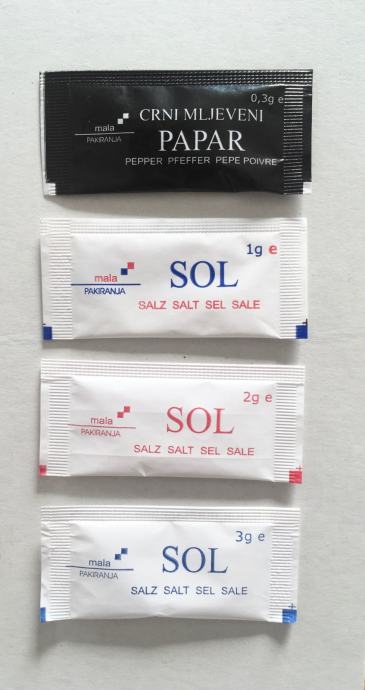 0,3g e
CRNI MLJEVENI
mala
PAPAR
PAKIRANJA
PEPPER PFEFFER PEPE POIVRE
1g e
mala
SOL
PAKIRANJA
SALZ SALT SEL SALE
2g e
mala
SOL
PAKIRANJA
SALZ SALT SEL SALE
3g e
mala
SOL
PAKIRANJA
SALZ SALT SEL SALE